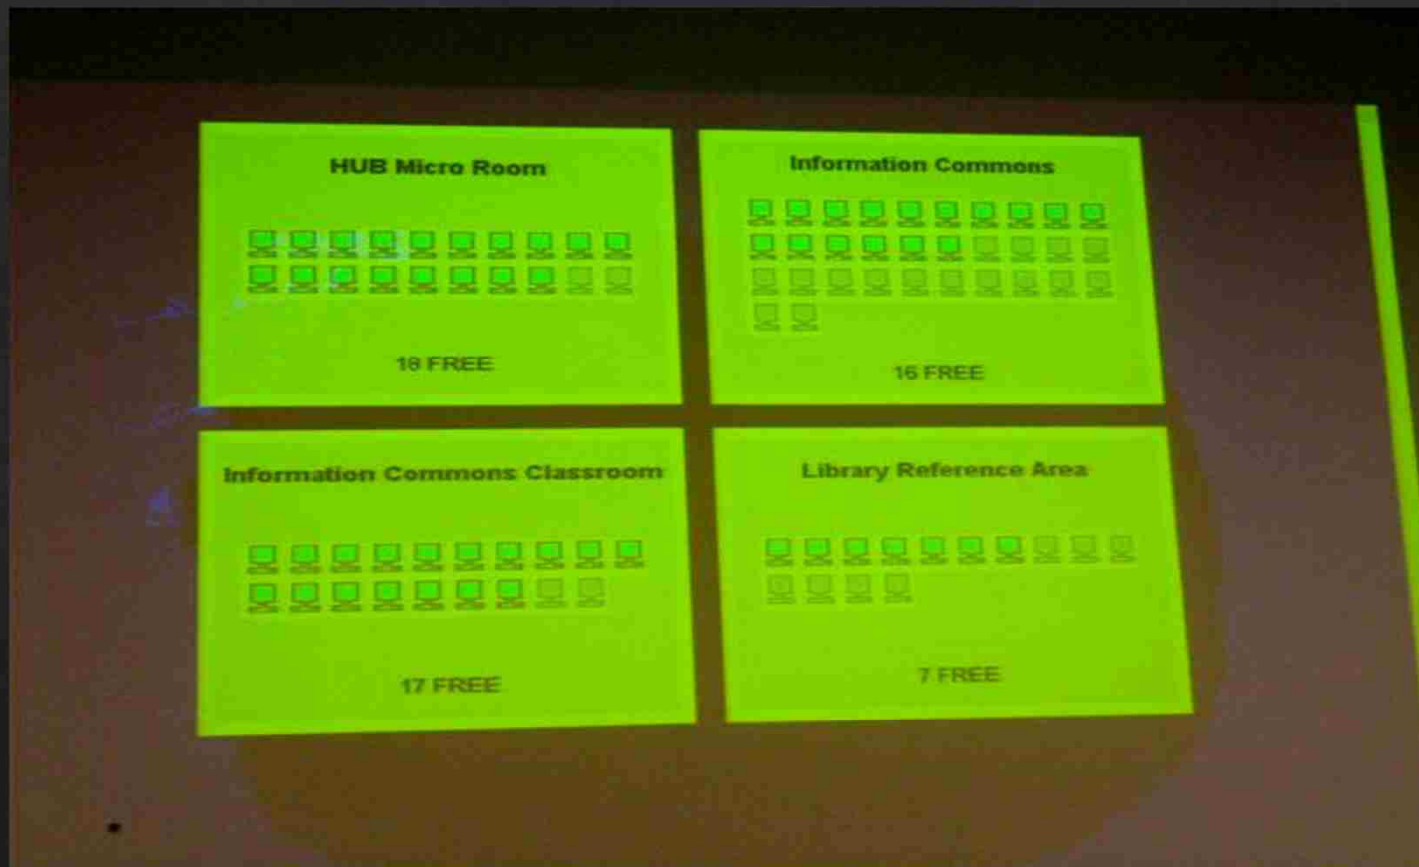 HUB Micro Room
18 FREE
Information Commons
16 FREE
Information Commons Classroom
17 FREE
Library Reference Area
7 FREE